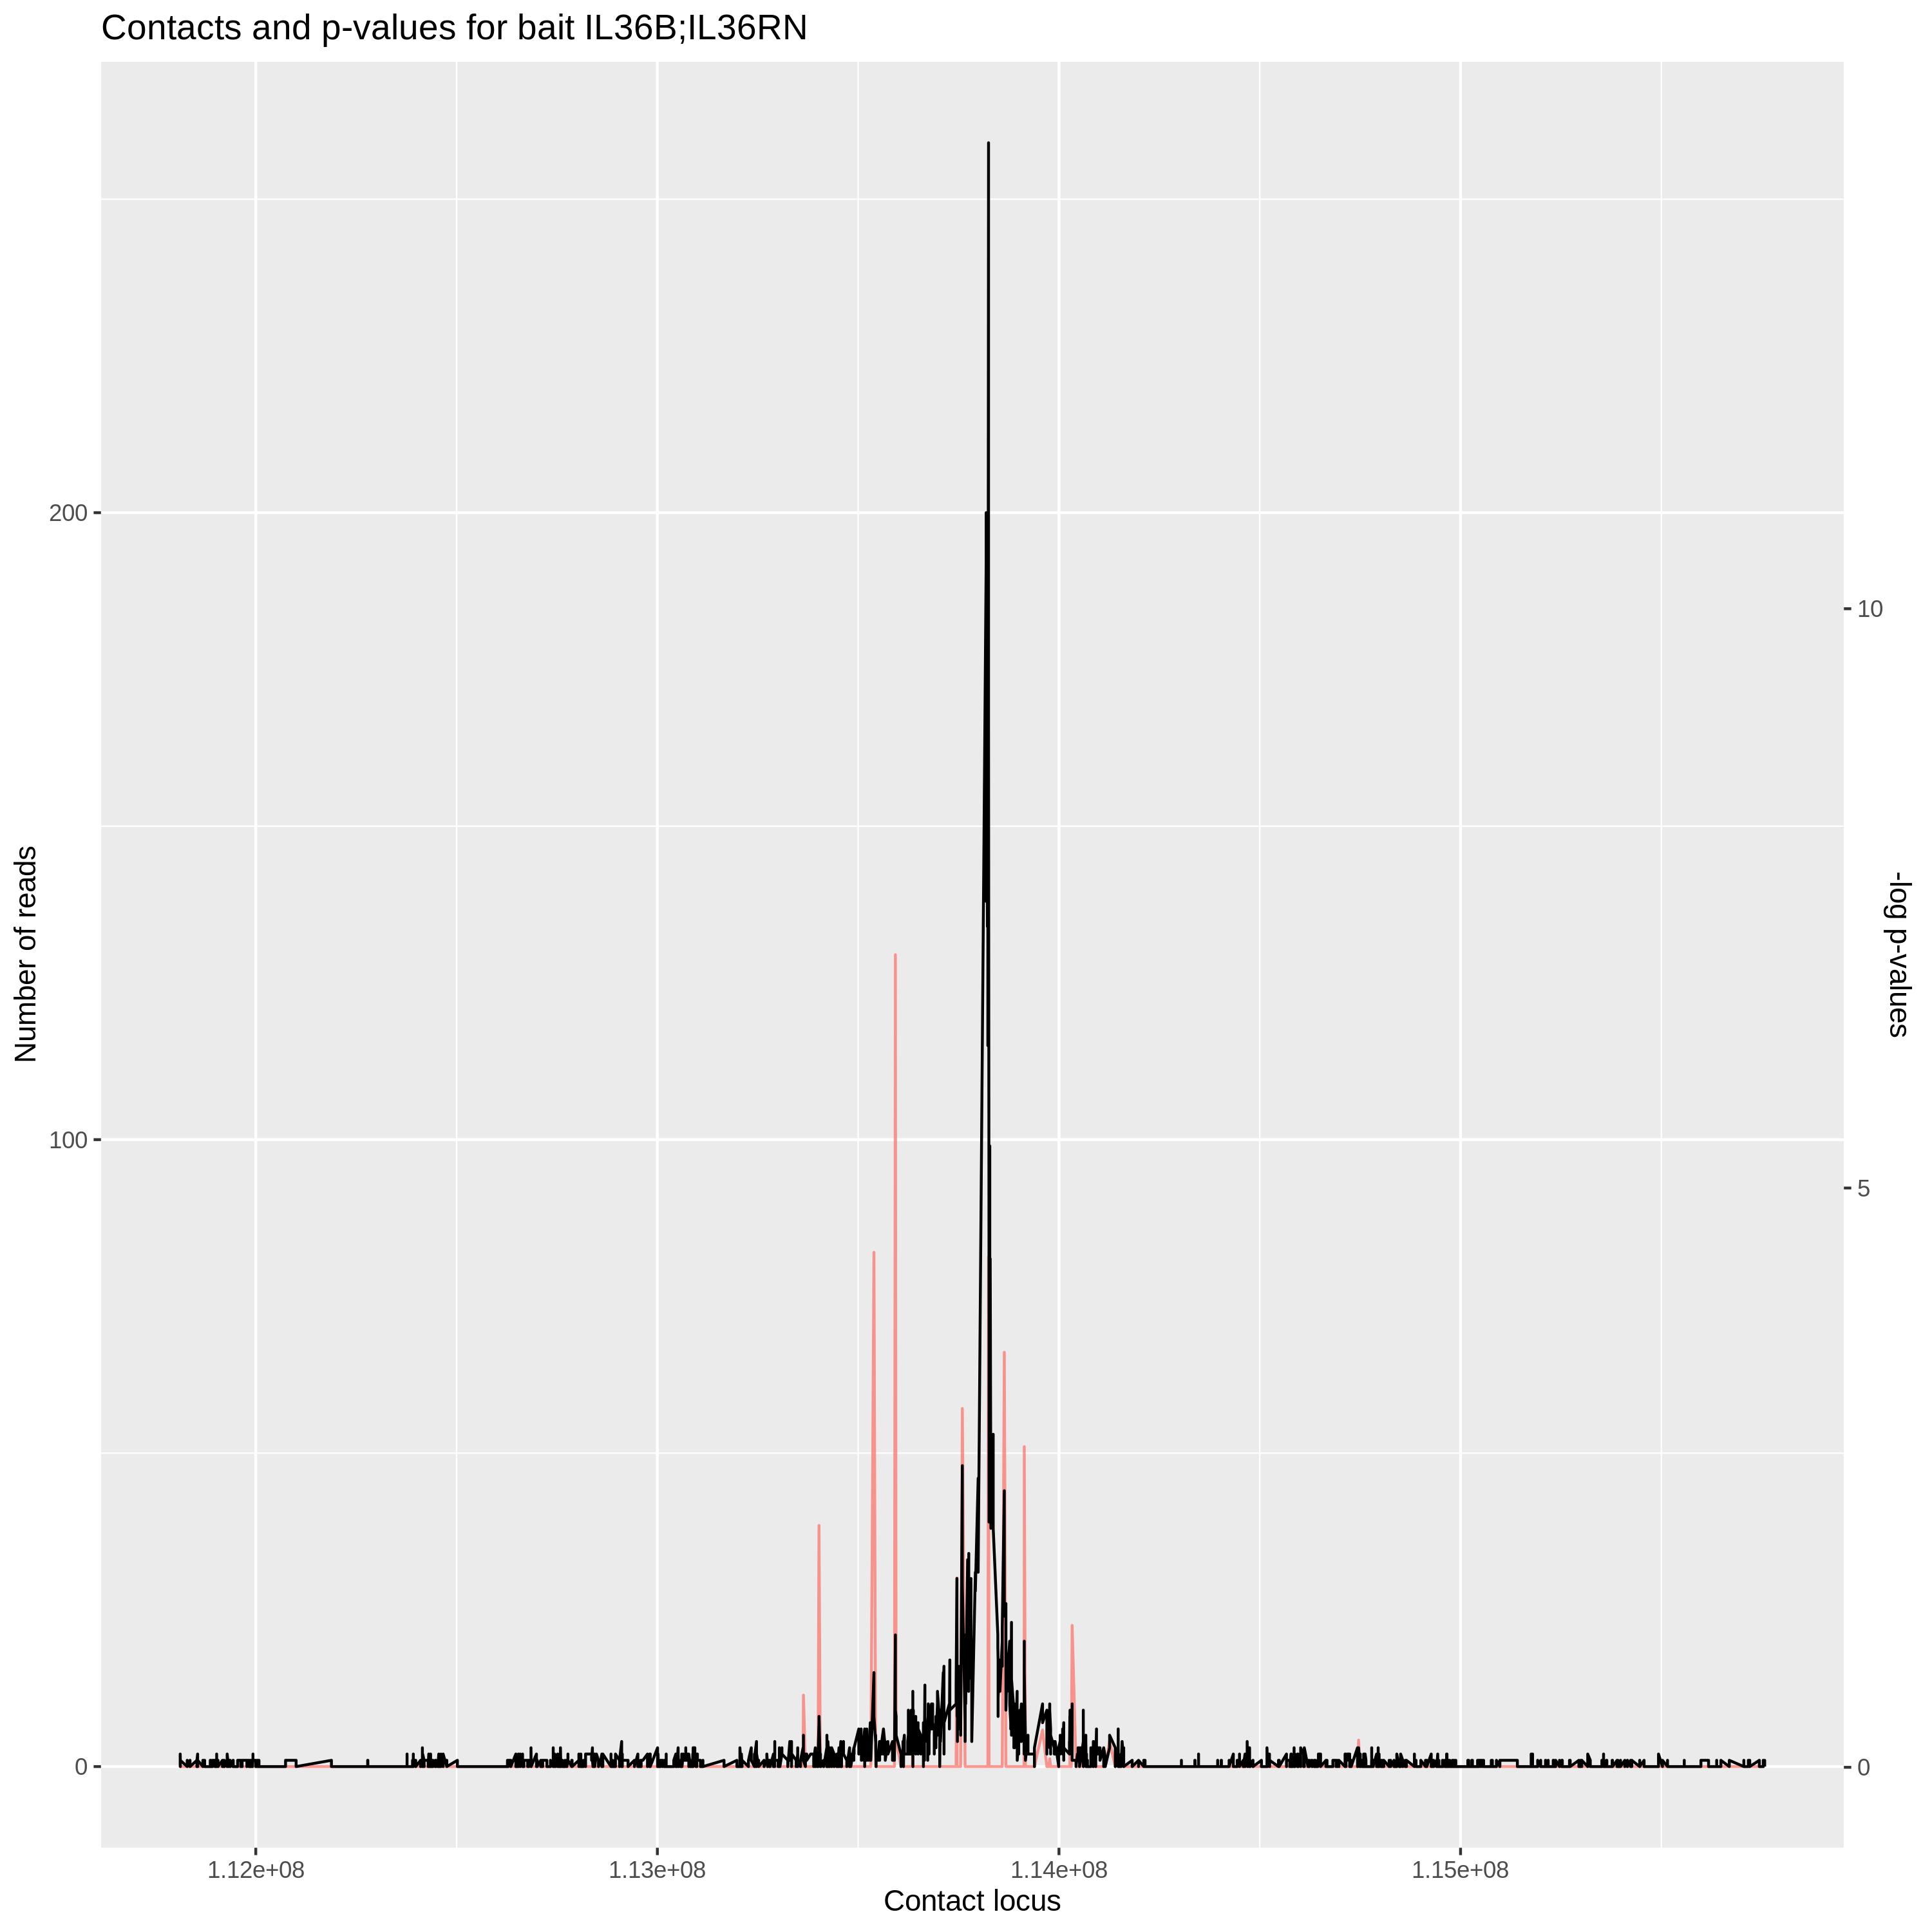 Contacts and p-values for bait IL36B;IL36RN
Number of reads
200
100
0
10
5
0
-log p-values
1.12e+08
1.13e+08
1.14e+08
1.15e+08
Contact locus